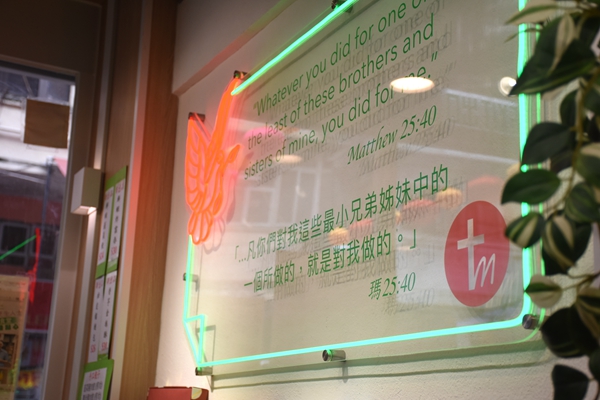 "Whatever you did for one o
the least of these brothers and
sisters of mine, you did for me."
Matthew 25:40
「...凡你們對我這些最小兄弟姊妹中的
一個所做的，就是對我做的。」
瑪 25:40
m